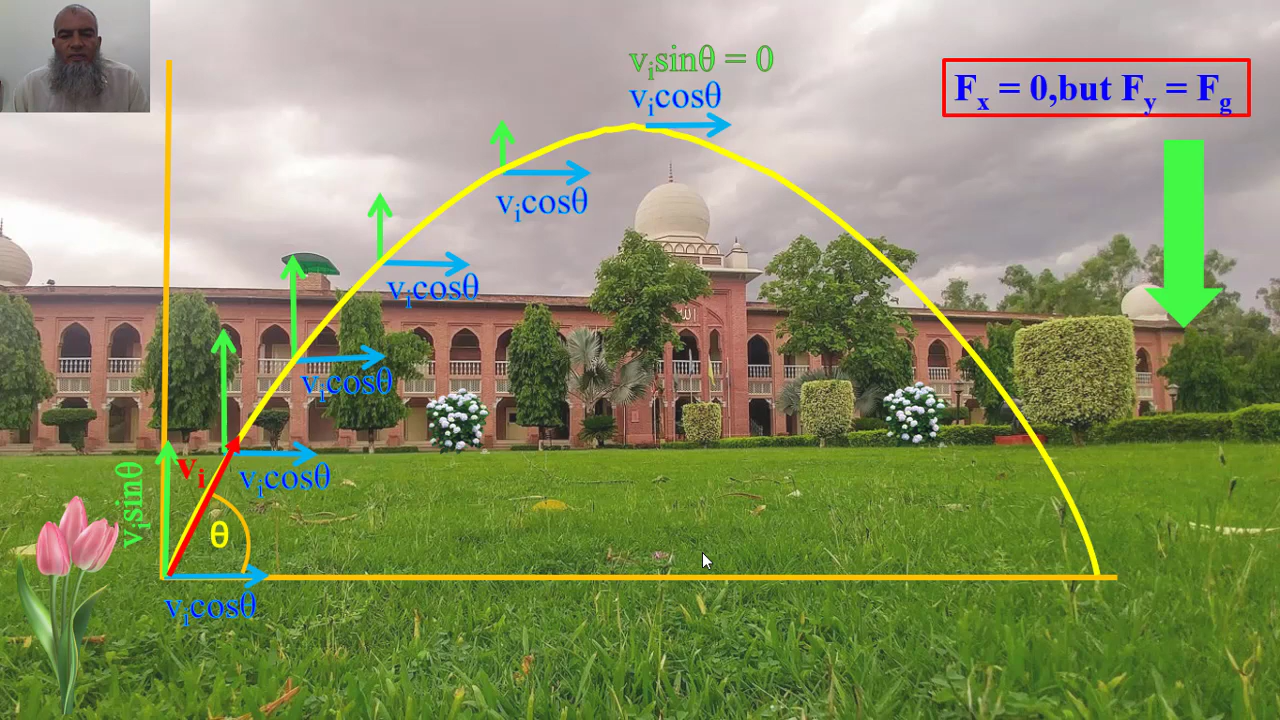 vᵢsinθ = 0
vᵢcosθ
Fₓ = 0,but Fᵧ = F_g
vᵢcosθ
vᵢcosθ
vᵢcosθ
vᵢ
vᵢcosθ
vᵢsinθ
θ
vᵢcosθ